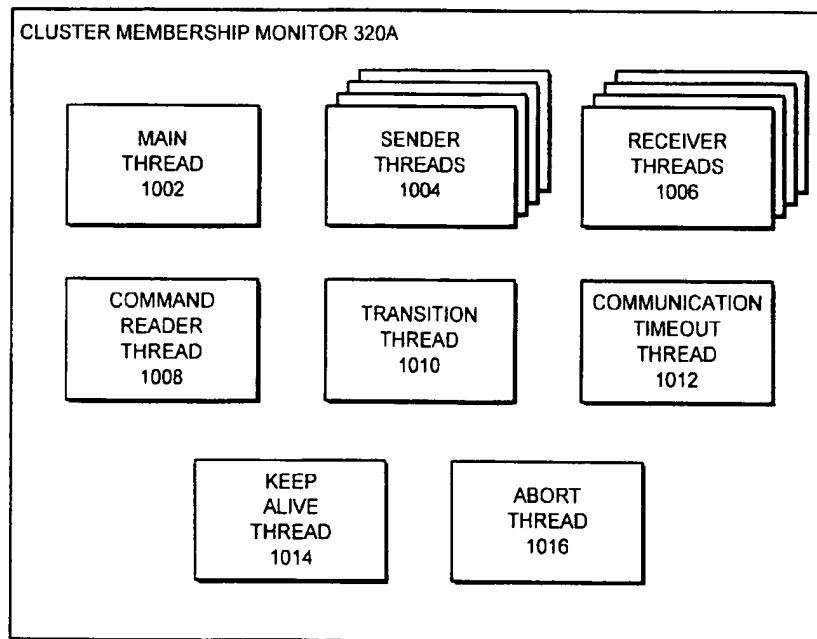 CLUSTER MEMBERSHIP MONITOR 320A
MAIN
THREAD
1002
SENDER
THREADS
1004
RECEIVER
THREADS
1006
COMMAND
READER
THREAD
1008
TRANSITION
THREAD
1010
COMMUNICATION
TIMEOUT
THREAD
1012
KEEP
ALIVE
THREAD
1014
ABORT
THREAD
1016